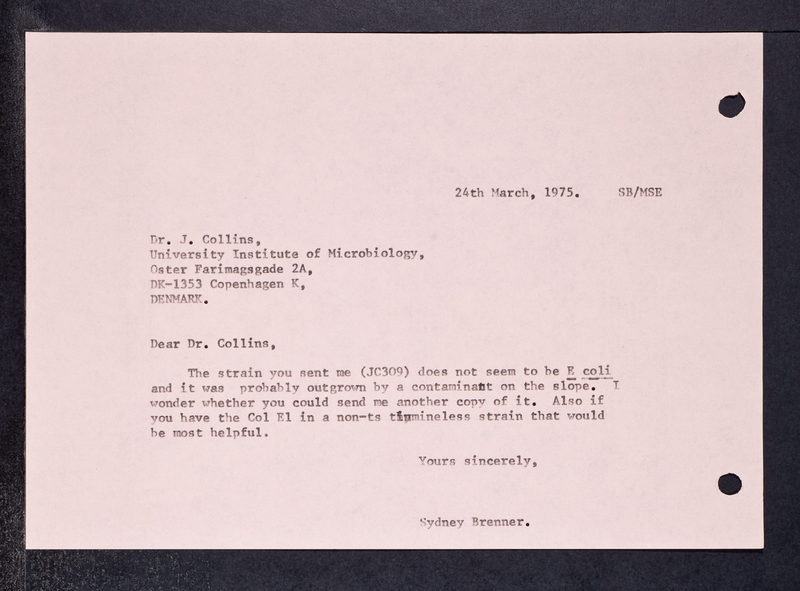 24th March, 1975. SB/MSE
Dr. J. Collins,
University Institute of Microbiology,
Oster Farimagsgade 2A,
DK-1353 Copenhagen K,
DENMARK.
Dear Dr. Collins,
The strain you sent me (JC309) does not seem to be E coli
and it was probably outgrown by a contaminant on the slope. I
wonder whether you could send me another copy of it. Also if
you have the Col E1 in a non-ts thymineless strain that would
be most helpful.
Yours sincerely,
Sydney Brenner.